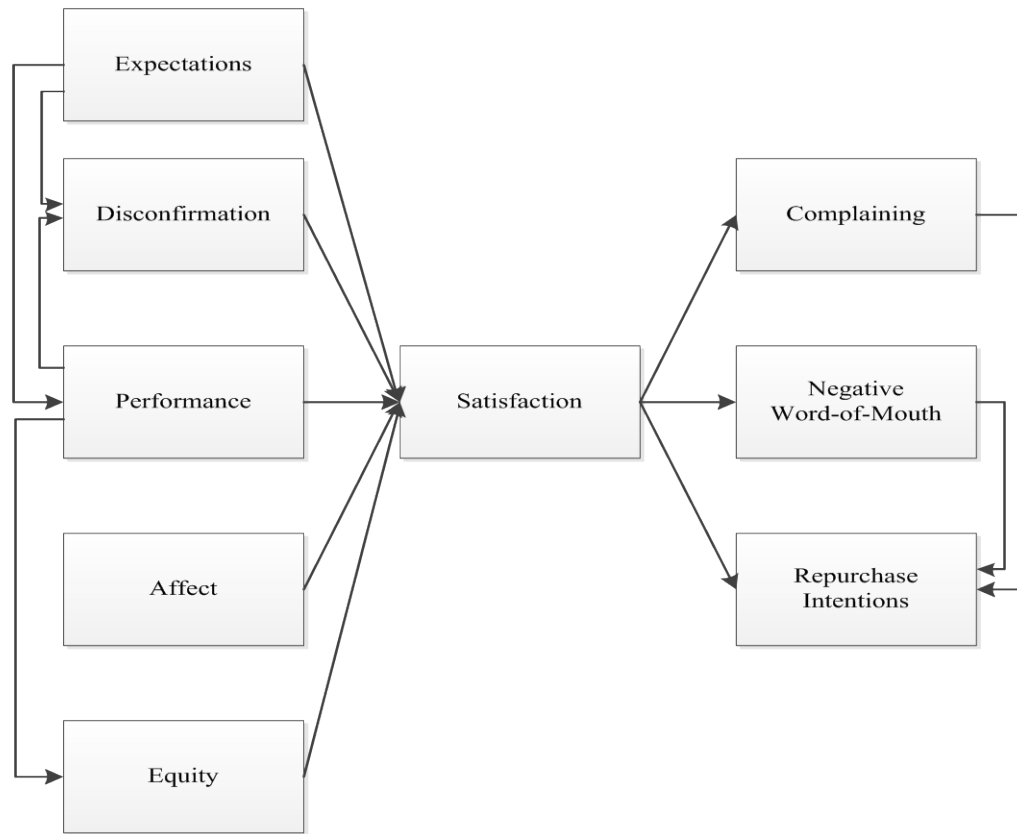 Expectations
Disconfirmation
Performance
Affect
Equity
Satisfaction
Complaining
Negative
Word-of-Mouth
Repurchase
Intentions